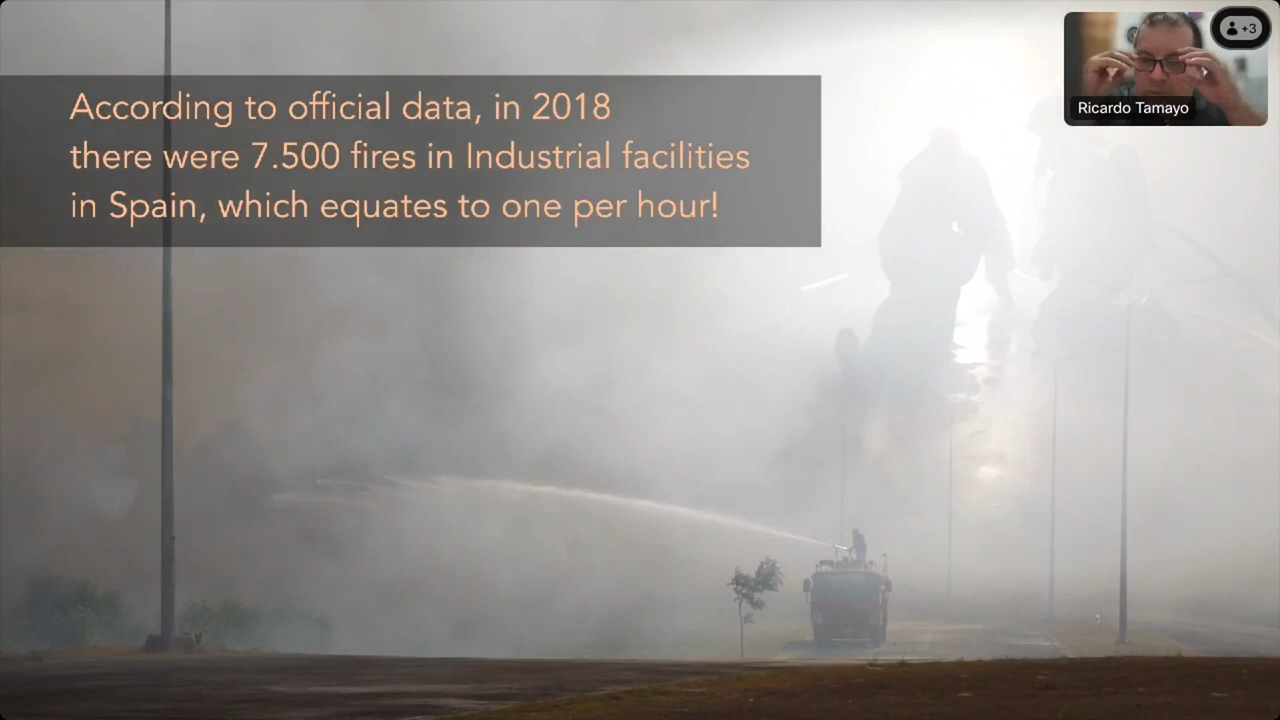 According to official data, in 2018
there were 7.500 fires in Industrial facilities
in Spain, which equates to one per hour!
+3
Ricardo Tamayo